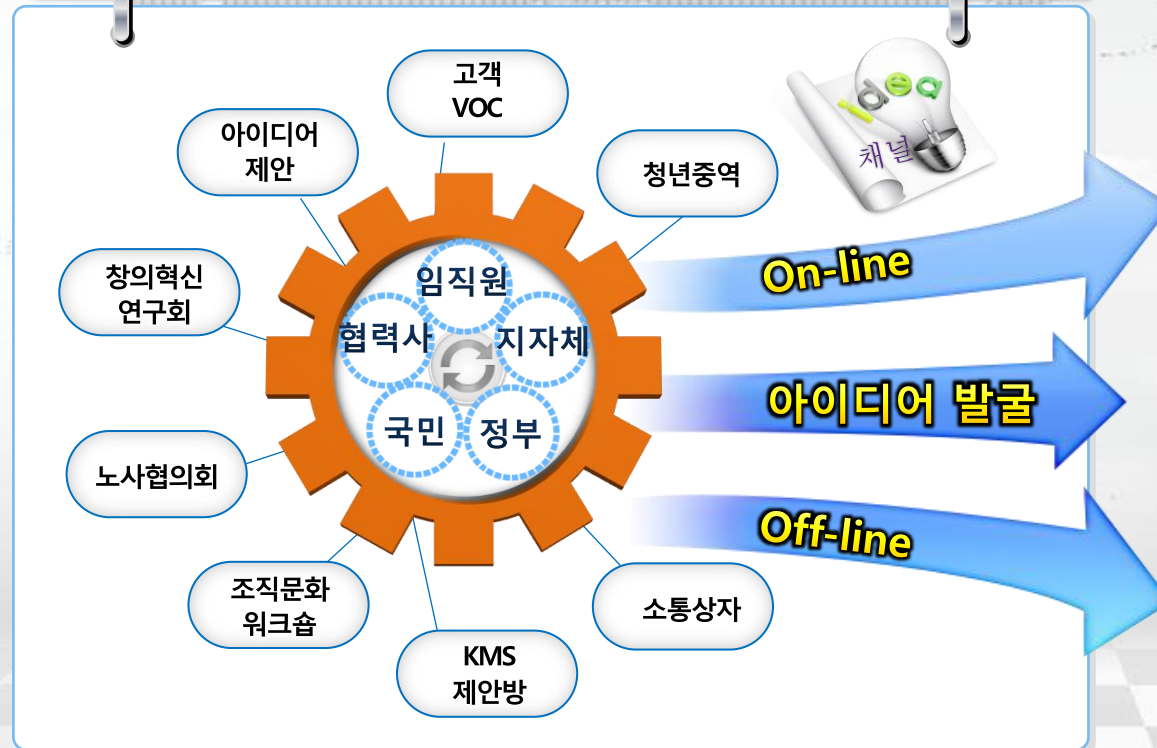 고객
VOC
아이디어
제안
청년중역
idea
채널
창의혁신
연구회
임직원
협력사
지자체
국민
정부
On-line
아이디어 발굴
Off-line
노사협의회
조직문화
워크숍
소통상자
KMS
제안방